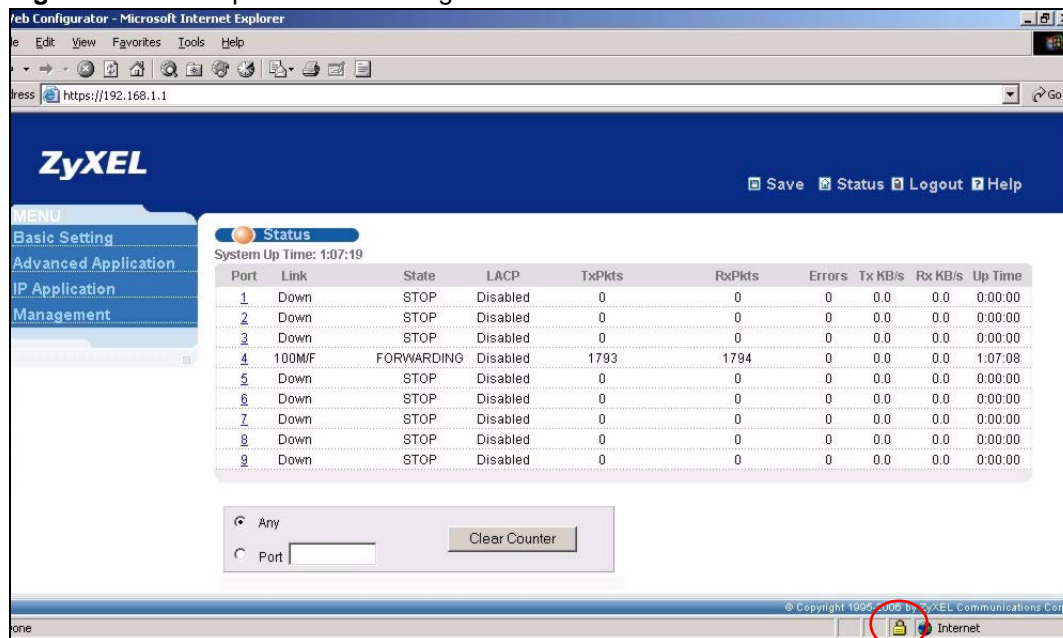 Web Configurator - Microsoft Internet Explorer
Edit View Favorites Tools Help
https://192.168.1.1 Go
ZyXEL
Save Status Logout Help
MENU
Basic Setting
Advanced Application
IP Application
Management
Status
System Up Time: 1:07:19
Port Link State LACP TxPkts RxPkts Errors Tx KB/s Rx KB/s Up Time
1 Down STOP Disabled 0 0 0 0.0 0.0 0:00:00
2 Down STOP Disabled 0 0 0 0.0 0.0 0:00:00
3 Down STOP Disabled 0 0 0 0.0 0.0 0:00:00
4 100M/F FORWARDING Disabled 1793 1794 0 0.0 0.0 1:07:08
5 Down STOP Disabled 0 0 0 0.0 0.0 0:00:00
6 Down STOP Disabled 0 0 0 0.0 0.0 0:00:00
7 Down STOP Disabled 0 0 0 0.0 0.0 0:00:00
8 Down STOP Disabled 0 0 0 0.0 0.0 0:00:00
9 Down STOP Disabled 0 0 0 0.0 0.0 0:00:00
Any
Port
Clear Counter
© Copyright 1995-2006 by ZyXEL Communications Corp
Internet